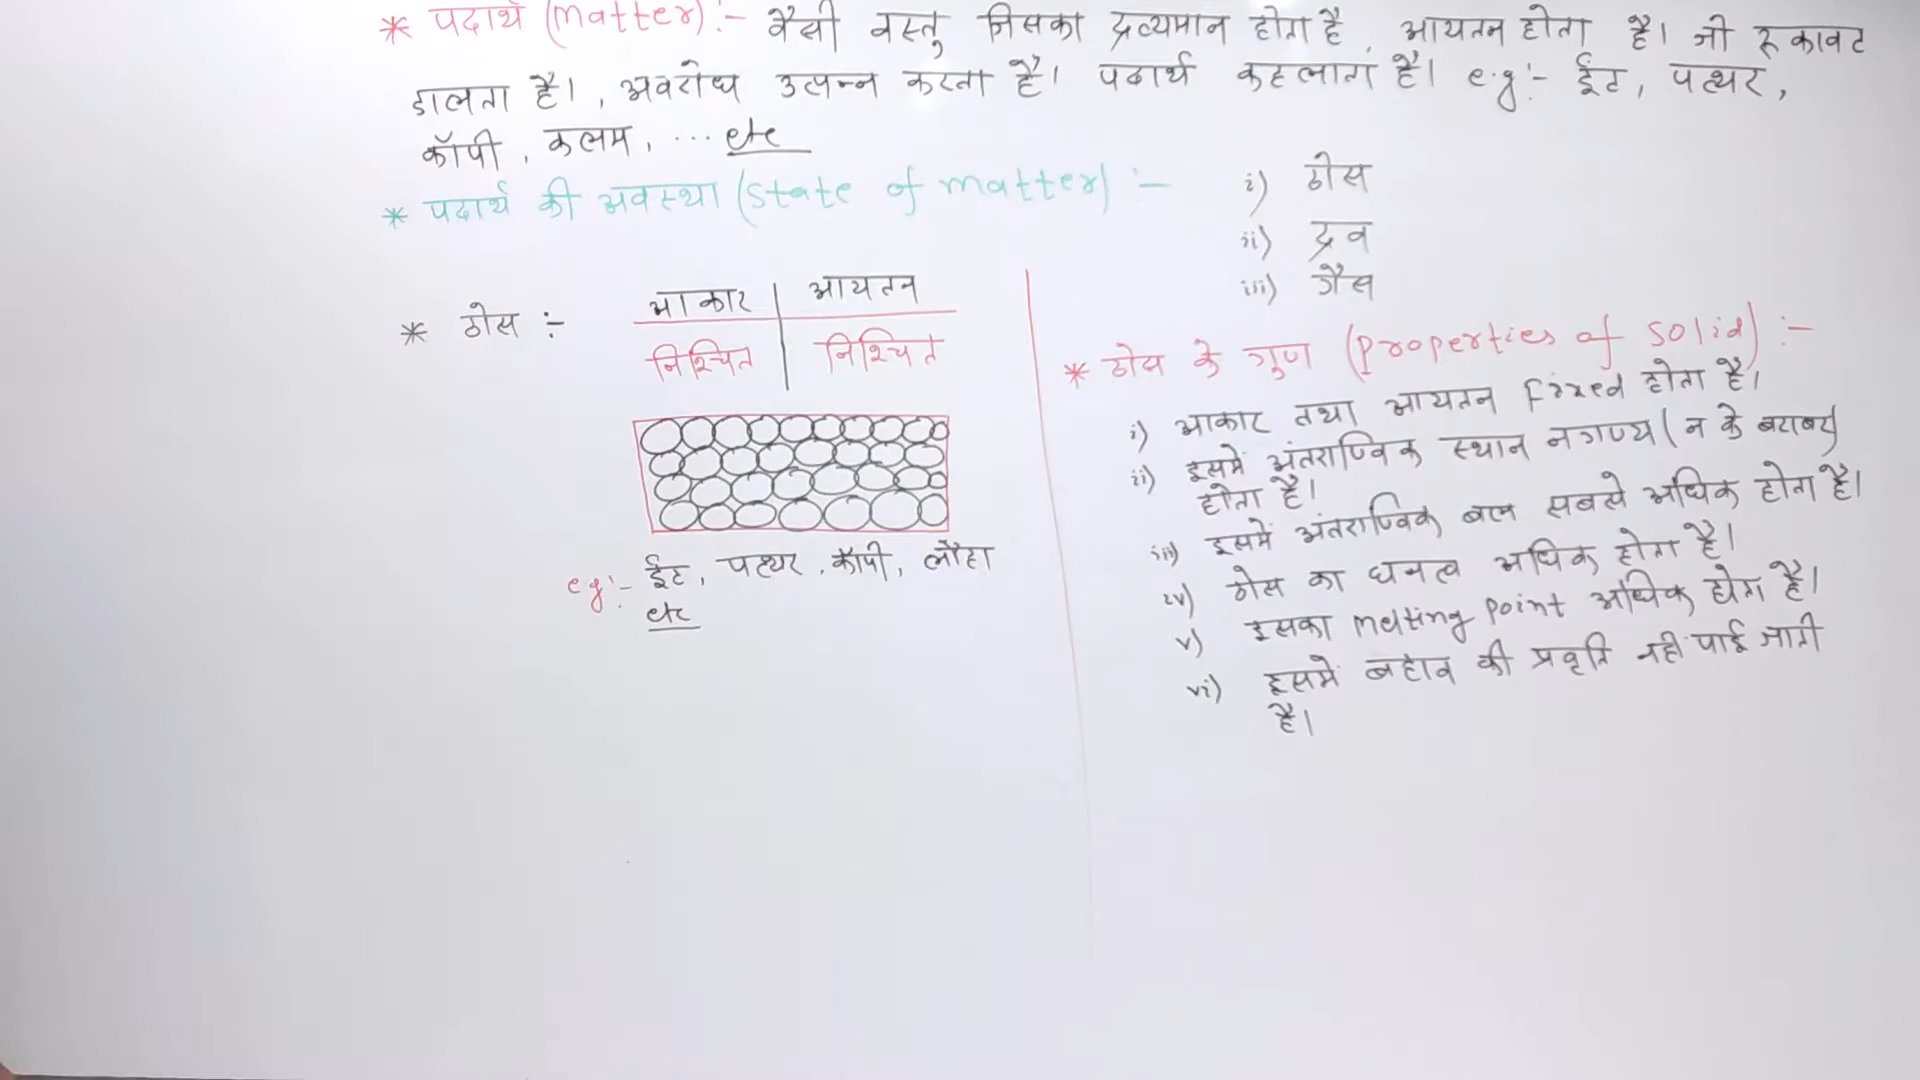 * पदार्थ (Matter) :- वैसी वस्तु जिसका द्रव्यमान होता है, आयतन होता है। जो रूकावट
डालता है।, अवरोध उत्पन्न करता है। पदार्थ कहलाता है। e.g:- ईंट, पत्थर,
कॉपी, कलम, ... etc
* पदार्थ की अवस्था (State of matter) :-
i) ठोस
ii) द्रव
iii) गैस
* ठोस :-
आकार | आयतन
निश्चित | निश्चित
e.g:- ईंट, पत्थर, कॉपी, लोहा
etc
* ठोस के गुण (Properties of solid) :-
i) आकार तथा आयतन fixed होता है।
ii) इसमें अंतराण्विक स्थान नगण्य (न के बराबर)
होता है।
iii) इसमें अंतराण्विक बल सबसे अधिक होता है।
iv) ठोस का घनत्व अधिक होता है।
v) इसका melting point अधिक होता है।
vi) इसमें बहाव की प्रवृति नही पाई जाती
है।